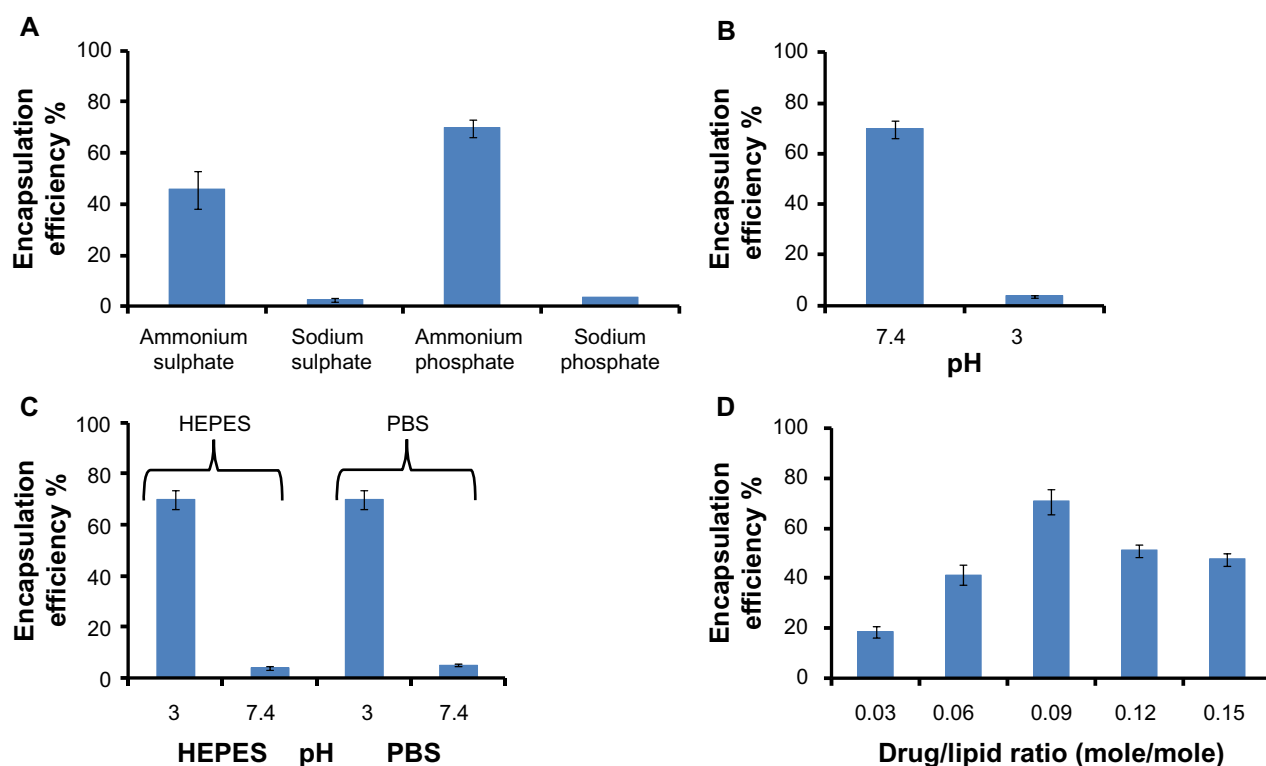 A
Encapsulation
efficiency %
100
80
60
40
20
0
Ammonium
sulphate
Sodium
sulphate
Ammonium
phosphate
Sodium
phosphate
B
Encapsulation
efficiency %
100
80
60
40
20
0
7.4
3
pH
C
Encapsulation
efficiency %
100
80
60
40
20
0
HEPES
PBS
3
7.4
3
7.4
HEPES pH PBS
D
Encapsulation
efficiency %
100
80
60
40
20
0
0.03
0.06
0.09
0.12
0.15
Drug/lipid ratio (mole/mole)